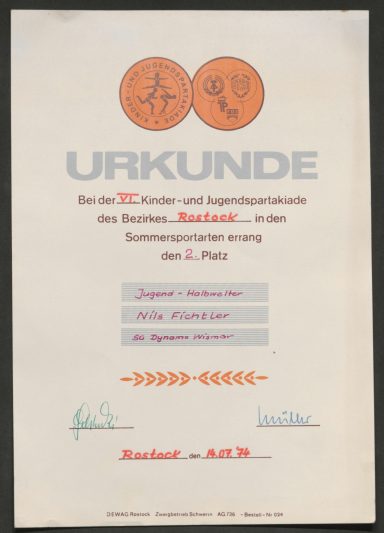 KINDER- UND JUGENDSPARTAKIADE
URKUNDE
Bei der VI. Kinder-und Jugendspartakiade
des Bezirkes Rostock in den
Sommersportarten errang
den 2. Platz
Jugend - Halbwelter
Nils Fichtler
SG Dynamo Wismar
Müller
Rostock den 14.07.'74
DEWAG Rostock Zweigbetrieb Schwerin AG 736 - Bestell-Nr 024